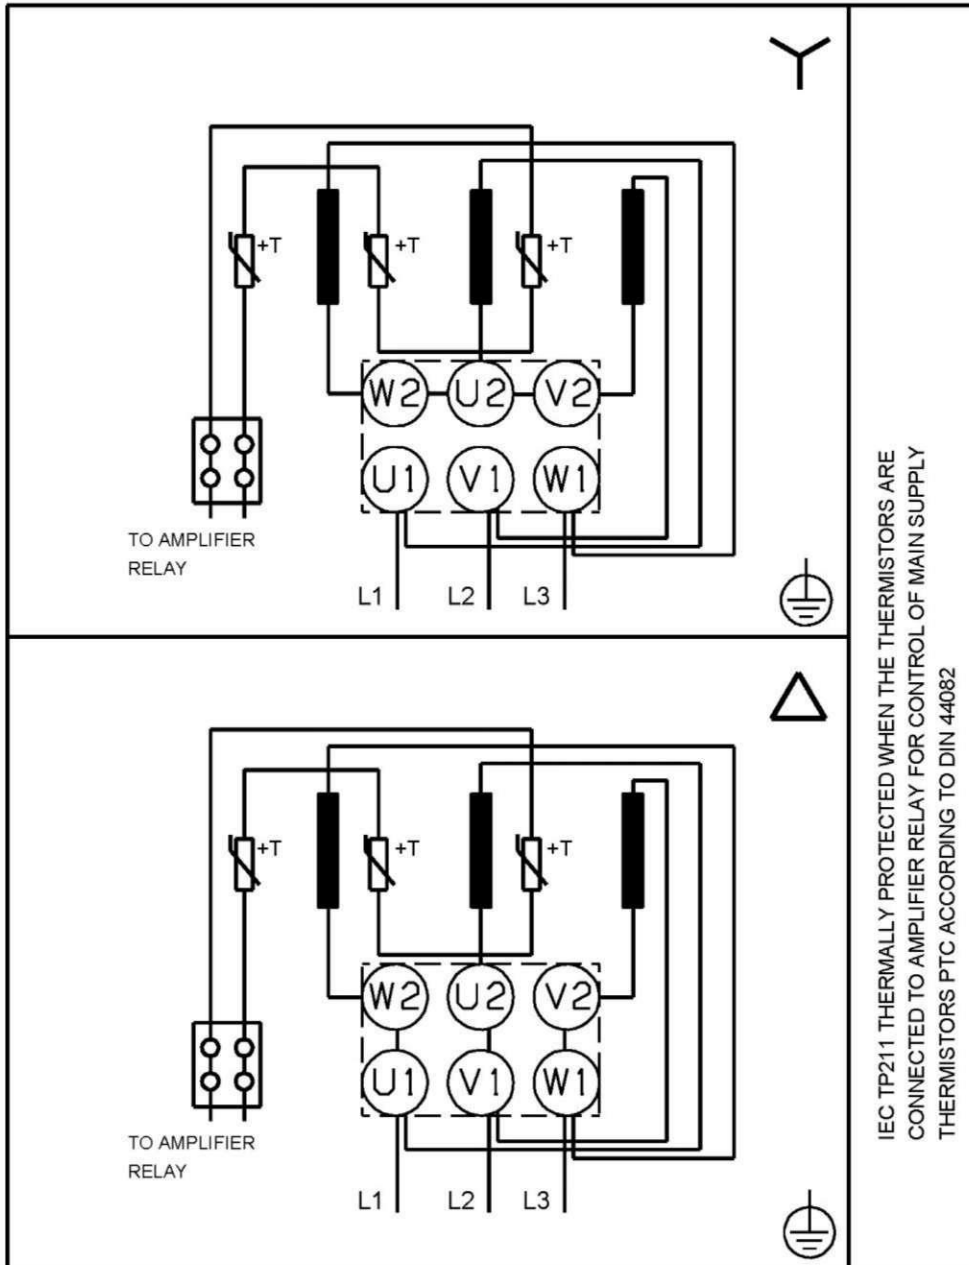 +T
+T
+T
W2 U2 V2
U1 V1 W1
TO AMPLIFIER
RELAY
L1 L2 L3
+T
+T
+T
W2 U2 V2
U1 V1 W1
TO AMPLIFIER
RELAY
L1 L2 L3
IEC TP211 THERMALLY PROTECTED WHEN THE THERMISTORS ARE
CONNECTED TO AMPLIFIER RELAY FOR CONTROL OF MAIN SUPPLY
THERMISTORS PTC ACCORDING TO DIN 44082